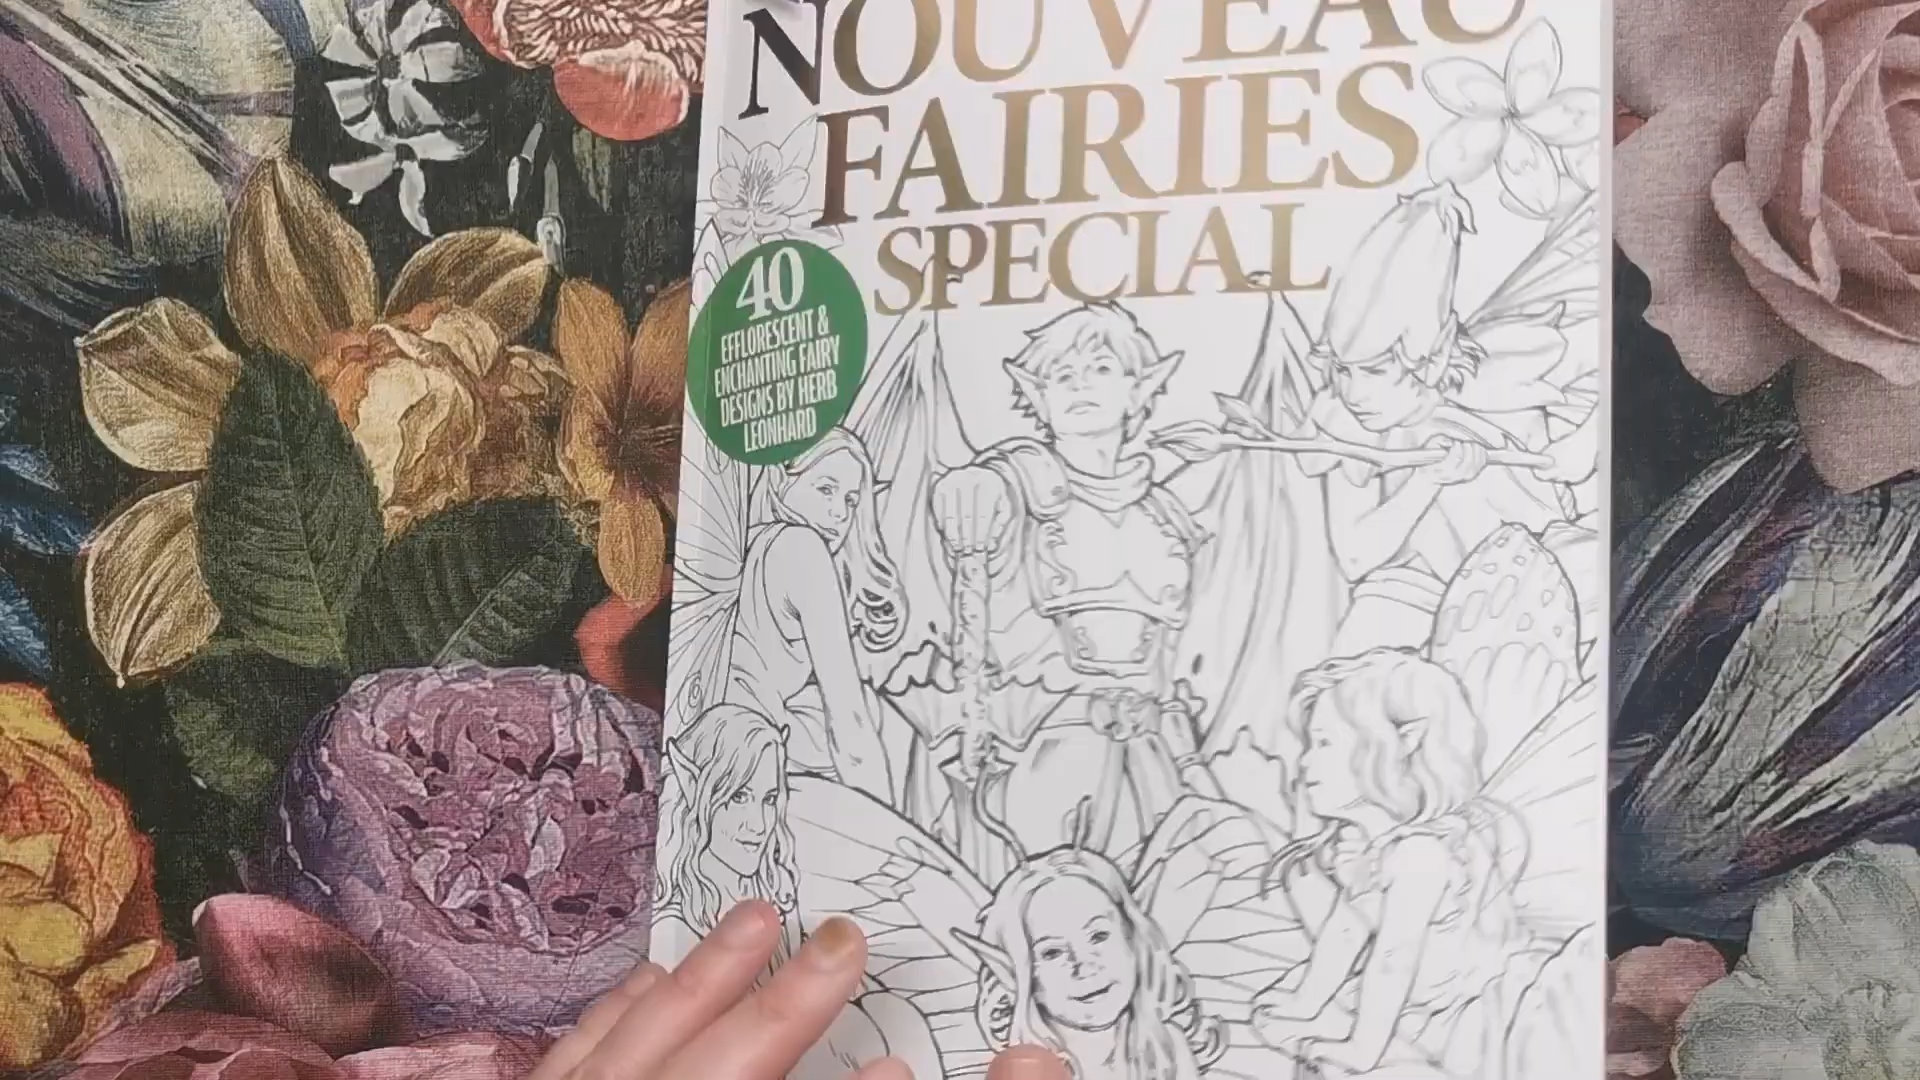 NOUVEAU
FAIRIES
SPECIAL
40
EFFLORESCENT &
ENCHANTING FAIRY
DESIGNS BY HERB
LEONHARD